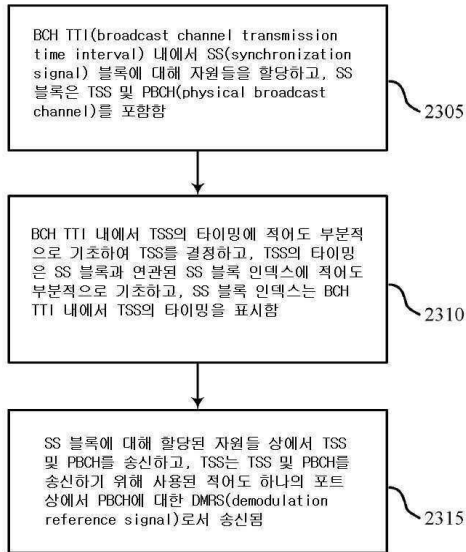 BCH TTI(broadcast channel transmission
time interval) 내에서 SS(synchronization
signal) 블록에 대해 자원들을 할당하고, SS
블록은 TSS 및 PBCH(physical broadcast
channel)를 포함함
2305
BCH TTI 내에서 TSS의 타이밍에 적어도 부분적
으로 기초하여 TSS를 결정하고, TSS의 타이밍
은 SS 블록과 연관된 SS 블록 인덱스에 적어도
부분적으로 기초하고, SS 블록 인덱스는 BCH
TTI 내에서 TSS의 타이밍을 표시함
2310
SS 블록에 대해 할당된 자원들 상에서 TSS
및 PBCH를 송신하고, TSS는 TSS 및 PBCH를
송신하기 위해 사용된 적어도 하나의 포트
상에서 PBCH에 대한 DMRS(demodulation
reference signal)로서 송신됨
2315